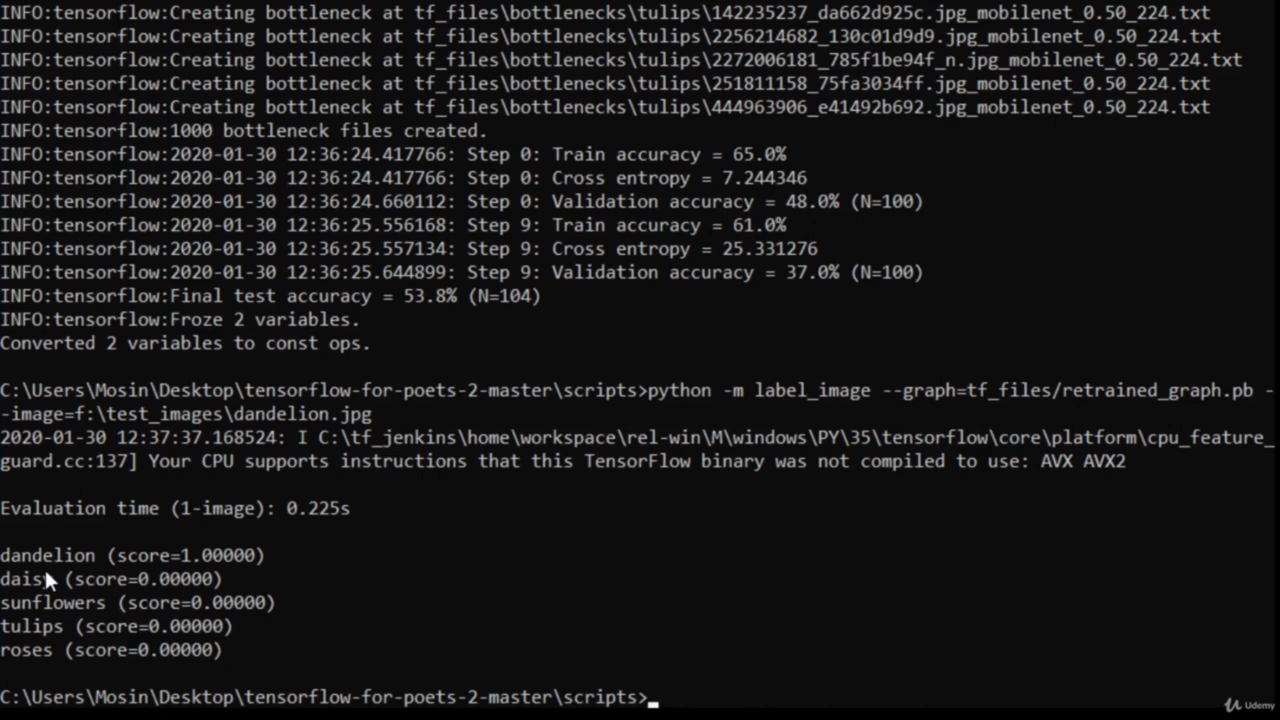 INFO:tensorflow:Creating bottleneck at tf_files\bottlenecks\tulips\142235237_da662d925c.jpg_mobilenet_0.50_224.txt
INFO:tensorflow:Creating bottleneck at tf_files\bottlenecks\tulips\2256214682_130c01d9d9.jpg_mobilenet_0.50_224.txt
INFO:tensorflow:Creating bottleneck at tf_files\bottlenecks\tulips\2272006181_785f1be94f_n.jpg_mobilenet_0.50_224.txt
INFO:tensorflow:Creating bottleneck at tf_files\bottlenecks\tulips\251811158_75fa3034ff.jpg_mobilenet_0.50_224.txt
INFO:tensorflow:Creating bottleneck at tf_files\bottlenecks\tulips\444963906_e41492b692.jpg_mobilenet_0.50_224.txt
INFO:tensorflow:1000 bottleneck files created.
INFO:tensorflow:2020-01-30 12:36:24.417766: Step 0: Train accuracy = 65.0%
INFO:tensorflow:2020-01-30 12:36:24.417766: Step 0: Cross entropy = 7.244346
INFO:tensorflow:2020-01-30 12:36:24.660112: Step 0: Validation accuracy = 48.0% (N=100)
INFO:tensorflow:2020-01-30 12:36:25.556168: Step 9: Train accuracy = 61.0%
INFO:tensorflow:2020-01-30 12:36:25.557134: Step 9: Cross entropy = 25.331276
INFO:tensorflow:2020-01-30 12:36:25.644899: Step 9: Validation accuracy = 37.0% (N=100)
INFO:tensorflow:Final test accuracy = 53.8% (N=104)
INFO:tensorflow:Froze 2 variables.
Converted 2 variables to const ops.
C:\Users\Mosin\Desktop\tensorflow-for-poets-2-master\scripts>python -m label_image --graph=tf_files/retrained_graph.pb -
-image=f:\test_images\dandelion.jpg
2020-01-30 12:37:37.168524: I C:\tf_jenkins\home\workspace\rel-win\M\windows\PY\35\tensorflow\core\platform\cpu_feature_
guard.cc:137] Your CPU supports instructions that this TensorFlow binary was not compiled to use: AVX AVX2
Evaluation time (1-image): 0.225s
dandelion (score=1.00000)
daisy (score=0.00000)
sunflowers (score=0.00000)
tulips (score=0.00000)
roses (score=0.00000)
C:\Users\Mosin\Desktop\tensorflow-for-poets-2-master\scripts>
Udemy